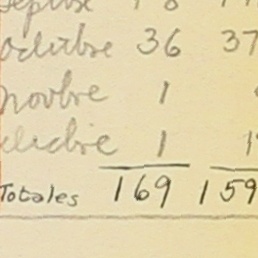 octubre 36 37
novbre 1
dicbre 1
Totales 169 159